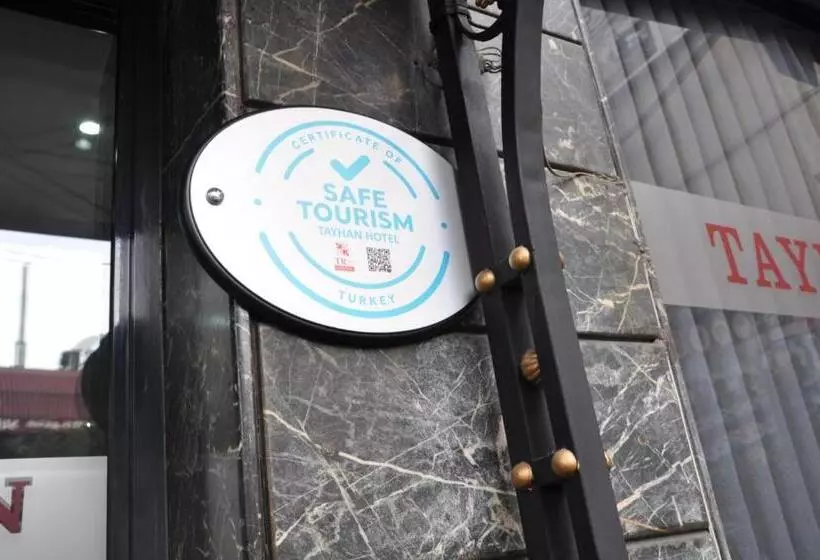 CERTIFICATE OF
SAFE
TOURISM
TAYHAN HOTEL
TURKEY
TAY
N